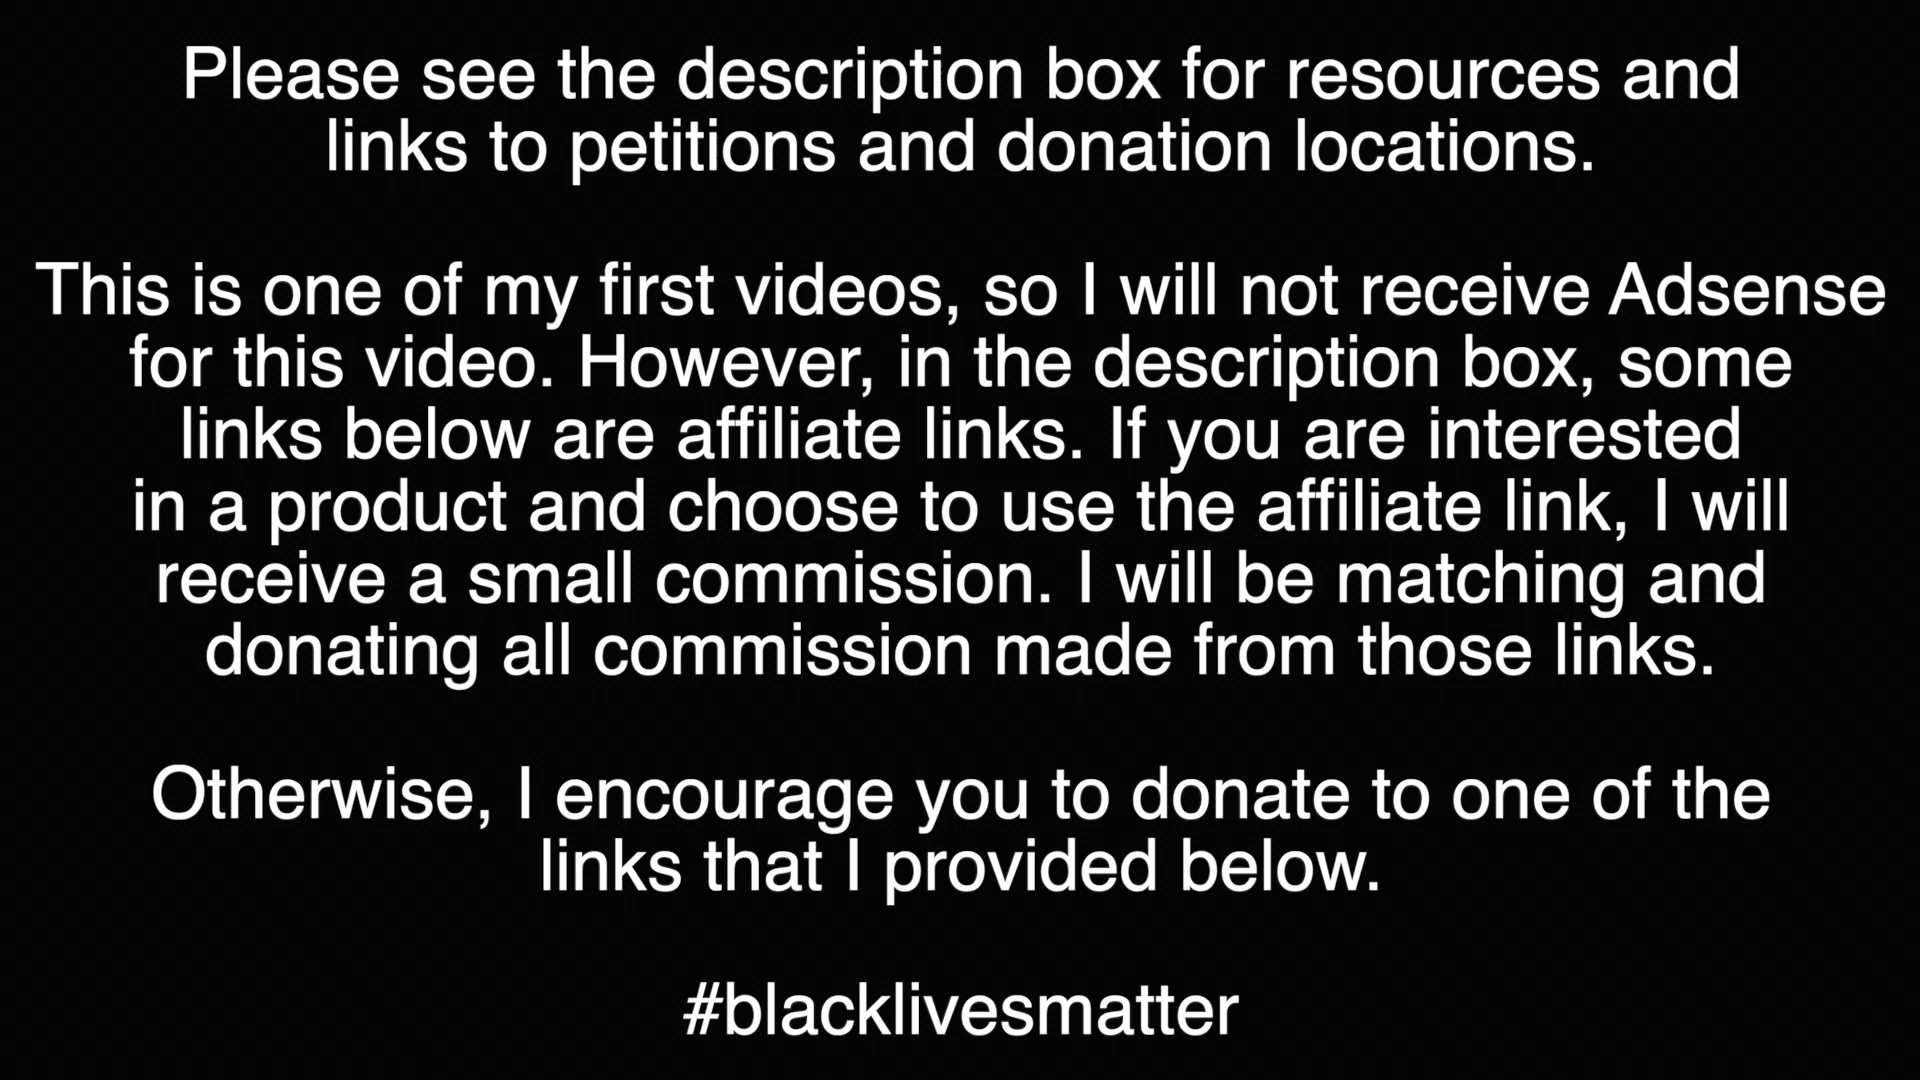 Please see the description box for resources and
links to petitions and donation locations.
This is one of my first videos, so I will not receive Adsense
for this video. However, in the description box, some
links below are affiliate links. If you are interested
in a product and choose to use the affiliate link, I will
receive a small commission. I will be matching and
donating all commission made from those links.
Otherwise, I encourage you to donate to one of the
links that I provided below.
#blacklivesmatter